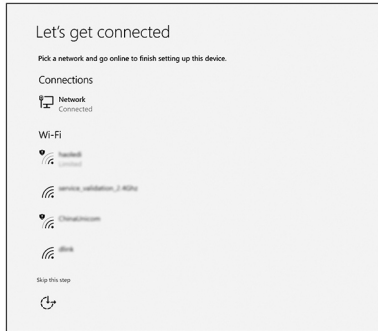 Let's get connected
Pick a network and go online to finish setting up this device.
Connections
Network
Connected
Wi-Fi
Limited
service_validation_2.4Ghz
ChinaUnicom
dlink
Skip this step